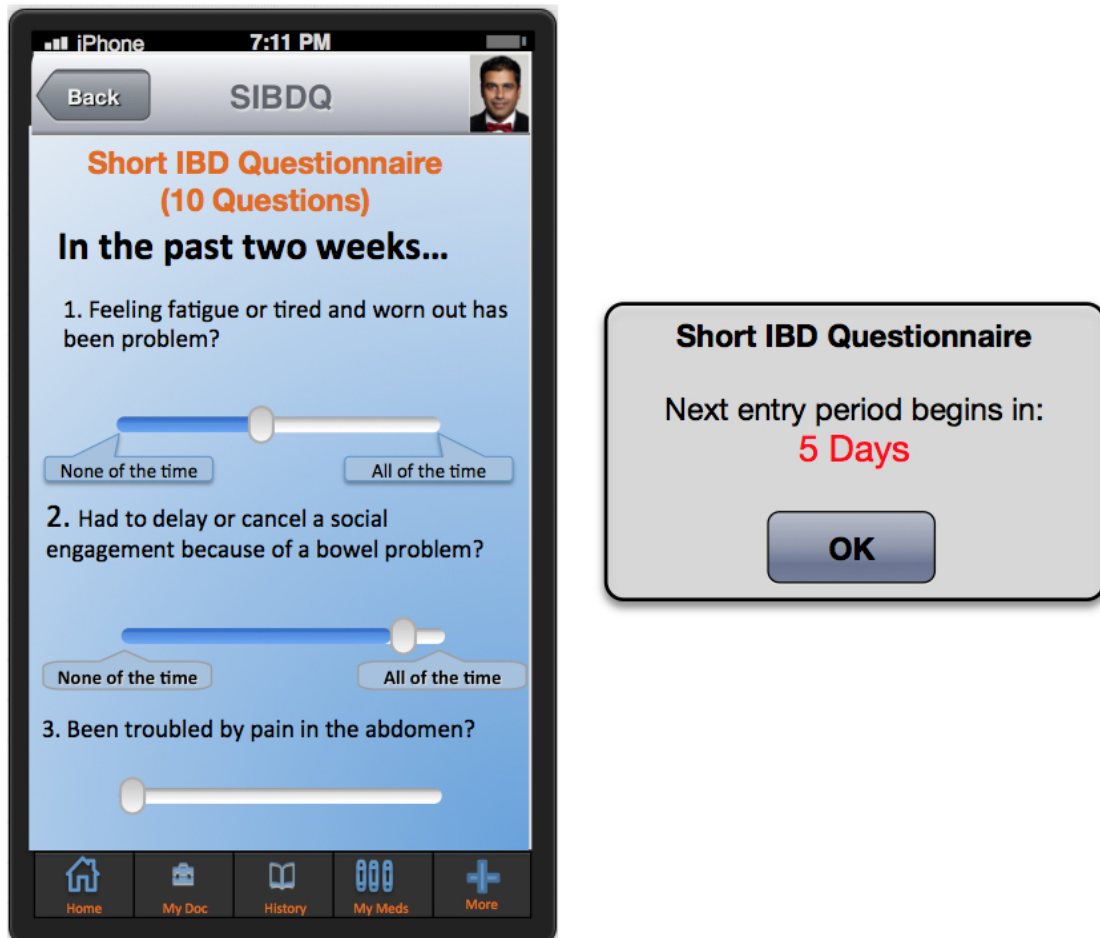 iPhone
7:11 PM
Back
SIBDQ
Short IBD Questionnaire
(10 Questions)
In the past two weeks...
1. Feeling fatigue or tired and worn out has
been problem?
None of the time
All of the time
2. Had to delay or cancel a social
engagement because of a bowel problem?
None of the time
All of the time
3. Been troubled by pain in the abdomen?
Home
My Doc
History
My Meds
More
Short IBD Questionnaire
Next entry period begins in:
5 Days
OK